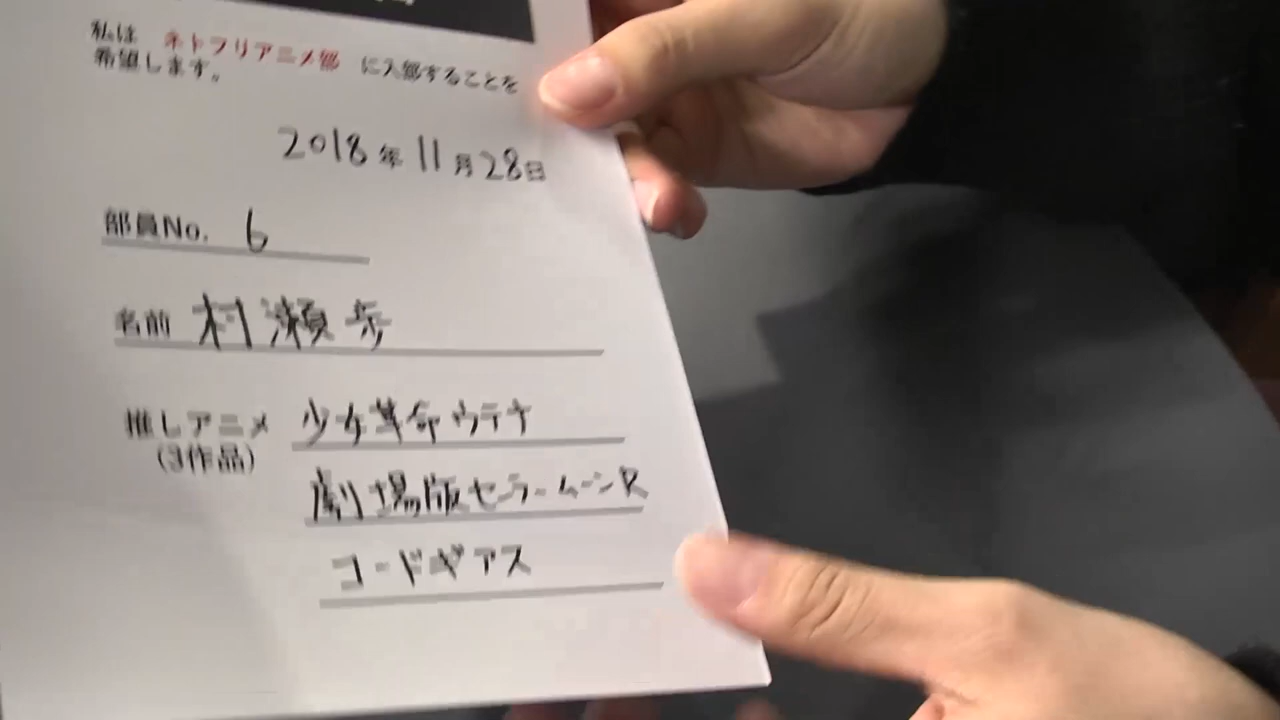 私は ネトフリアニメ部 に入部することを
希望します。
2018年11月28日
部員No. 6
名前 村瀬歩
推しアニメ 少女革命ウテナ
(3作品)
劇場版セーラームーンR
コードギアス